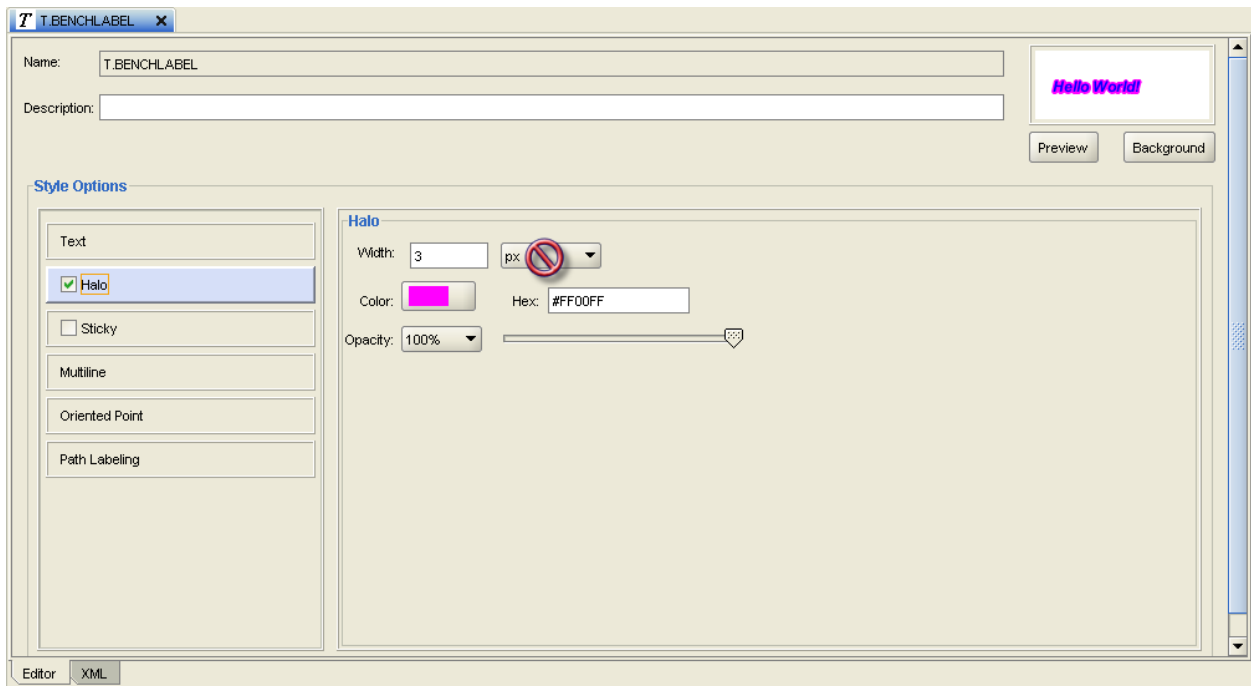 T T.BENCHLABEL
Name: T.BENCHLABEL
Hello World!
Description:
Preview Background
Style Options
Text
Halo
Sticky
Multiline
Oriented Point
Path Labeling
Halo
Width: 3 px
Color: Hex: #FF00FF
Opacity: 100%
Editor XML